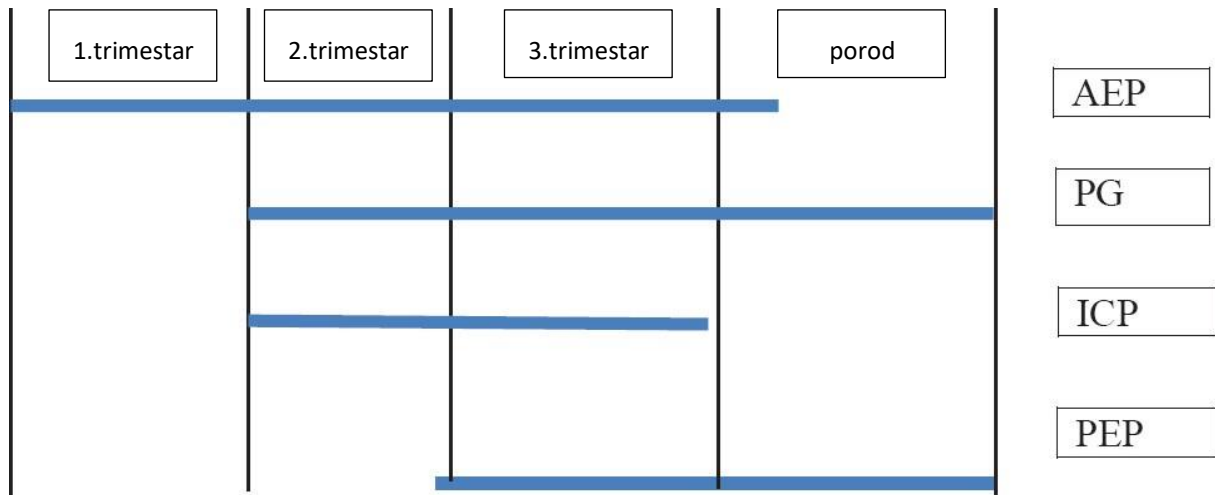 1.trimestar
2.trimestar
3.trimestar
porod
AEP
PG
ICP
PEP